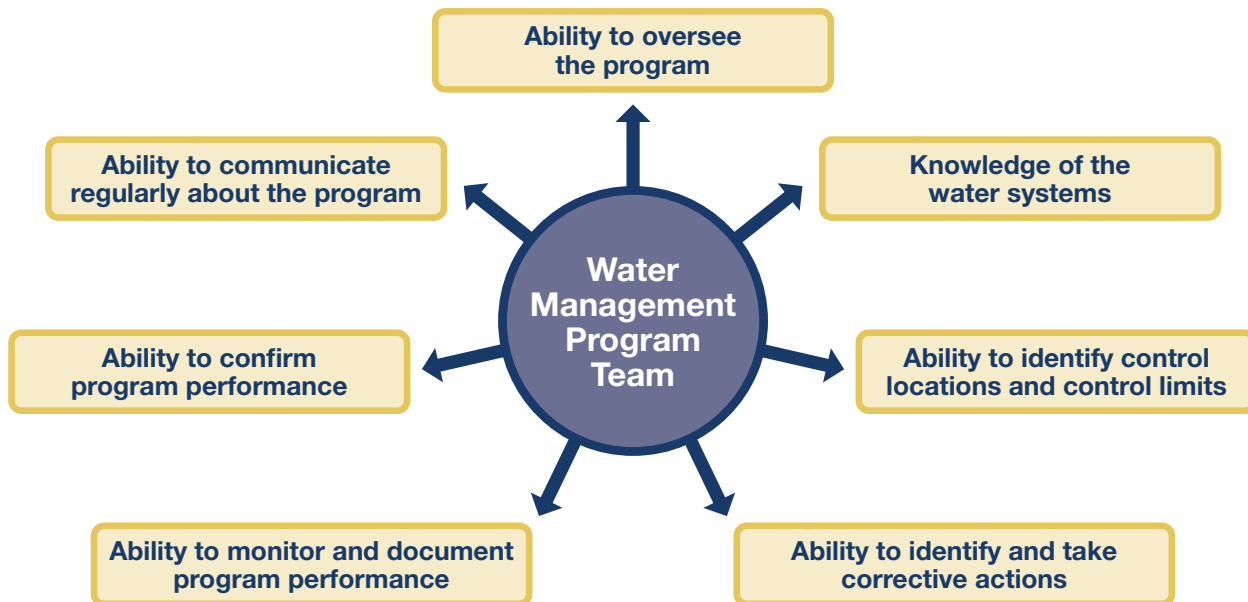 Ability to oversee
the program
Ability to communicate
regularly about the program
Knowledge of the
water systems
Water
Management
Program
Team
Ability to confirm
program performance
Ability to identify control
locations and control limits
Ability to monitor and document
program performance
Ability to identify and take
corrective actions